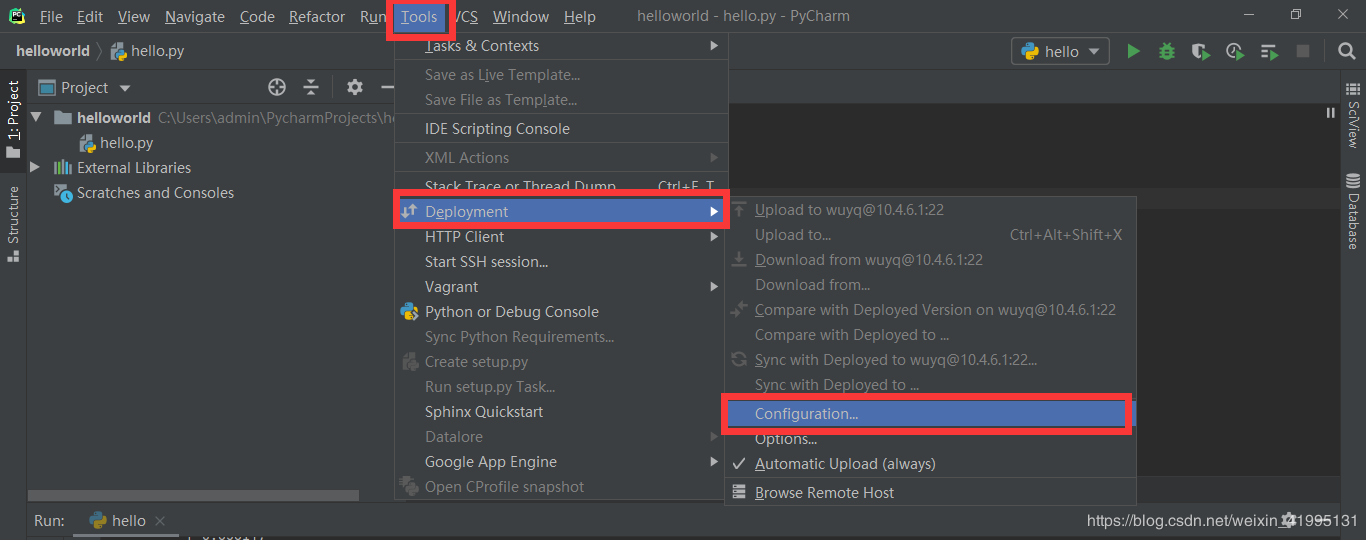 File Edit View Navigate Code Refactor Run Tools VCS Window Help helloworld - hello.py - PyCharm
helloworld hello.py
hello
1: Project
Structure
Project
helloworld C:\Users\admin\PycharmProjects\he
hello.py
External Libraries
Scratches and Consoles
Tasks & Contexts
Save as Live Template...
Save File as Template...
IDE Scripting Console
XML Actions
Stack Trace or Thread Dump... Ctrl+E, T
Deployment
HTTP Client
Start SSH session...
Vagrant
Python or Debug Console
Sync Python Requirements...
Create setup.py
Run setup.py Task...
Sphinx Quickstart
Datalore
Google App Engine
Open CProfile snapshot
Upload to wuyq@10.4.6.1:22
Upload to... Ctrl+Alt+Shift+X
Download from wuyq@10.4.6.1:22
Download from...
Compare with Deployed Version on wuyq@10.4.6.1:22
Compare with Deployed to ...
Sync with Deployed to wuyq@10.4.6.1:22...
Sync with Deployed to ...
Configuration...
Options...
Automatic Upload (always)
Browse Remote Host
SciView
Database
Run: hello
https://blog.csdn.net/weixin_41995131